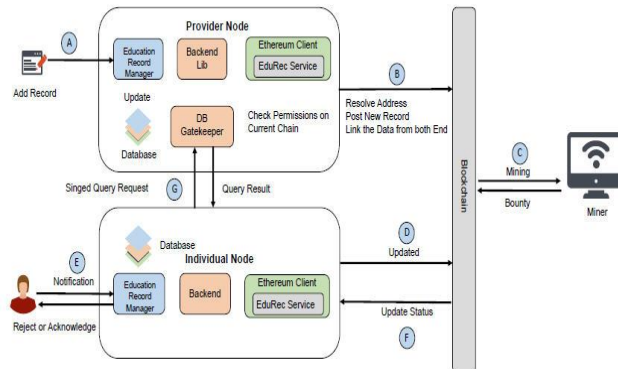 Provider Node
A
Add Record
Education
Record
Manager
Backend
Lib
Ethereum Client
EduRec Service
Update
Database
DB
Gatekeeper
Check Permissions on
Current Chain
B
Resolve Address
Post New Record
Link the Data from both End
Blockchain
C
Mining
Bounty
Miner
Singed Query Request
G
Query Result
Database
Individual Node
E
Notification
Reject or Acknowledge
Education
Record
Manager
Backend
Ethereum Client
EduRec Service
D
Updated
Update Status
F